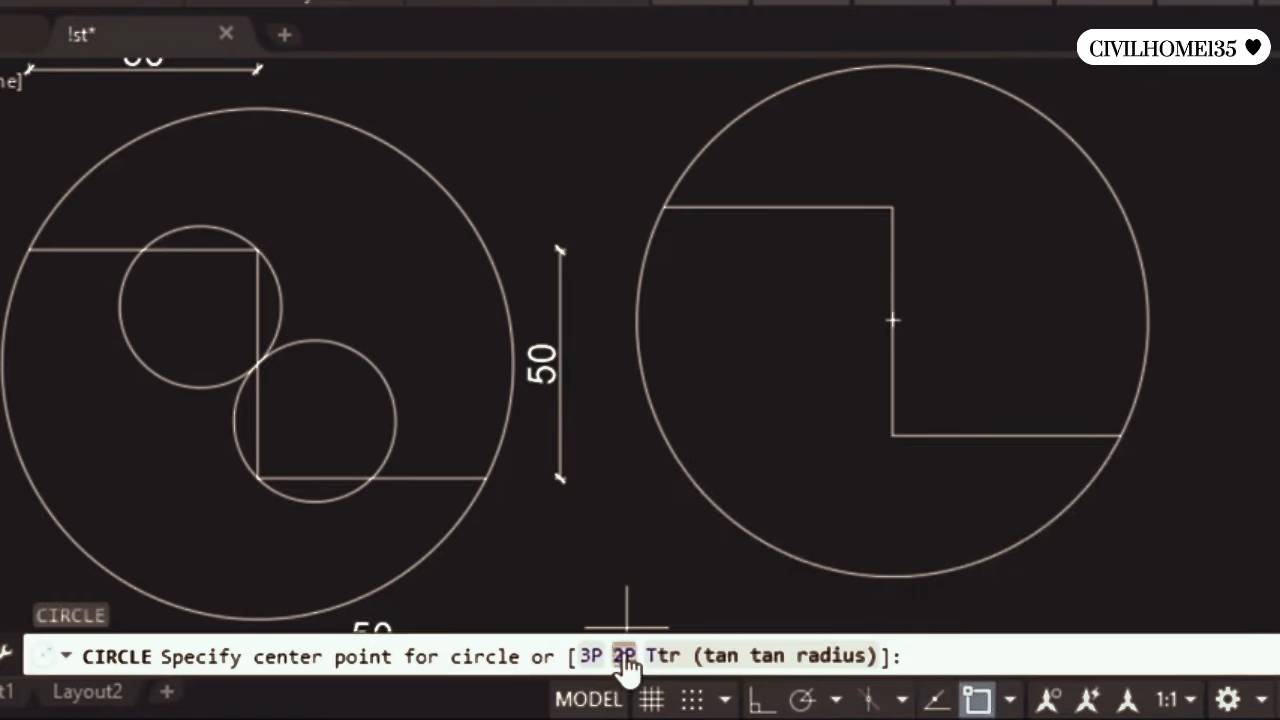 !st*
CIVILHOME135 ♥
50
CIRCLE
CIRCLE Specify center point for circle or [3P 2P Ttr (tan tan radius)]:
Layout2
MODEL
1:1